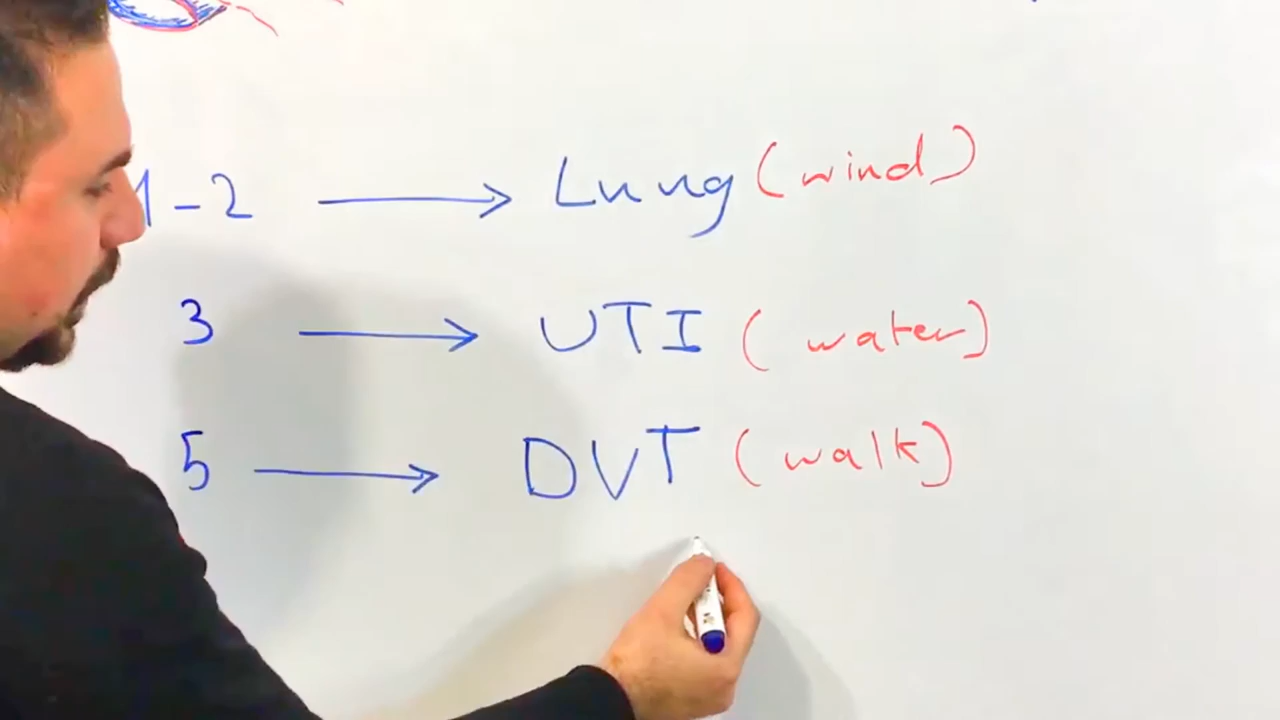 1-2 → Lung (wind)
3 → UTI (water)
5 → DVT (walk)